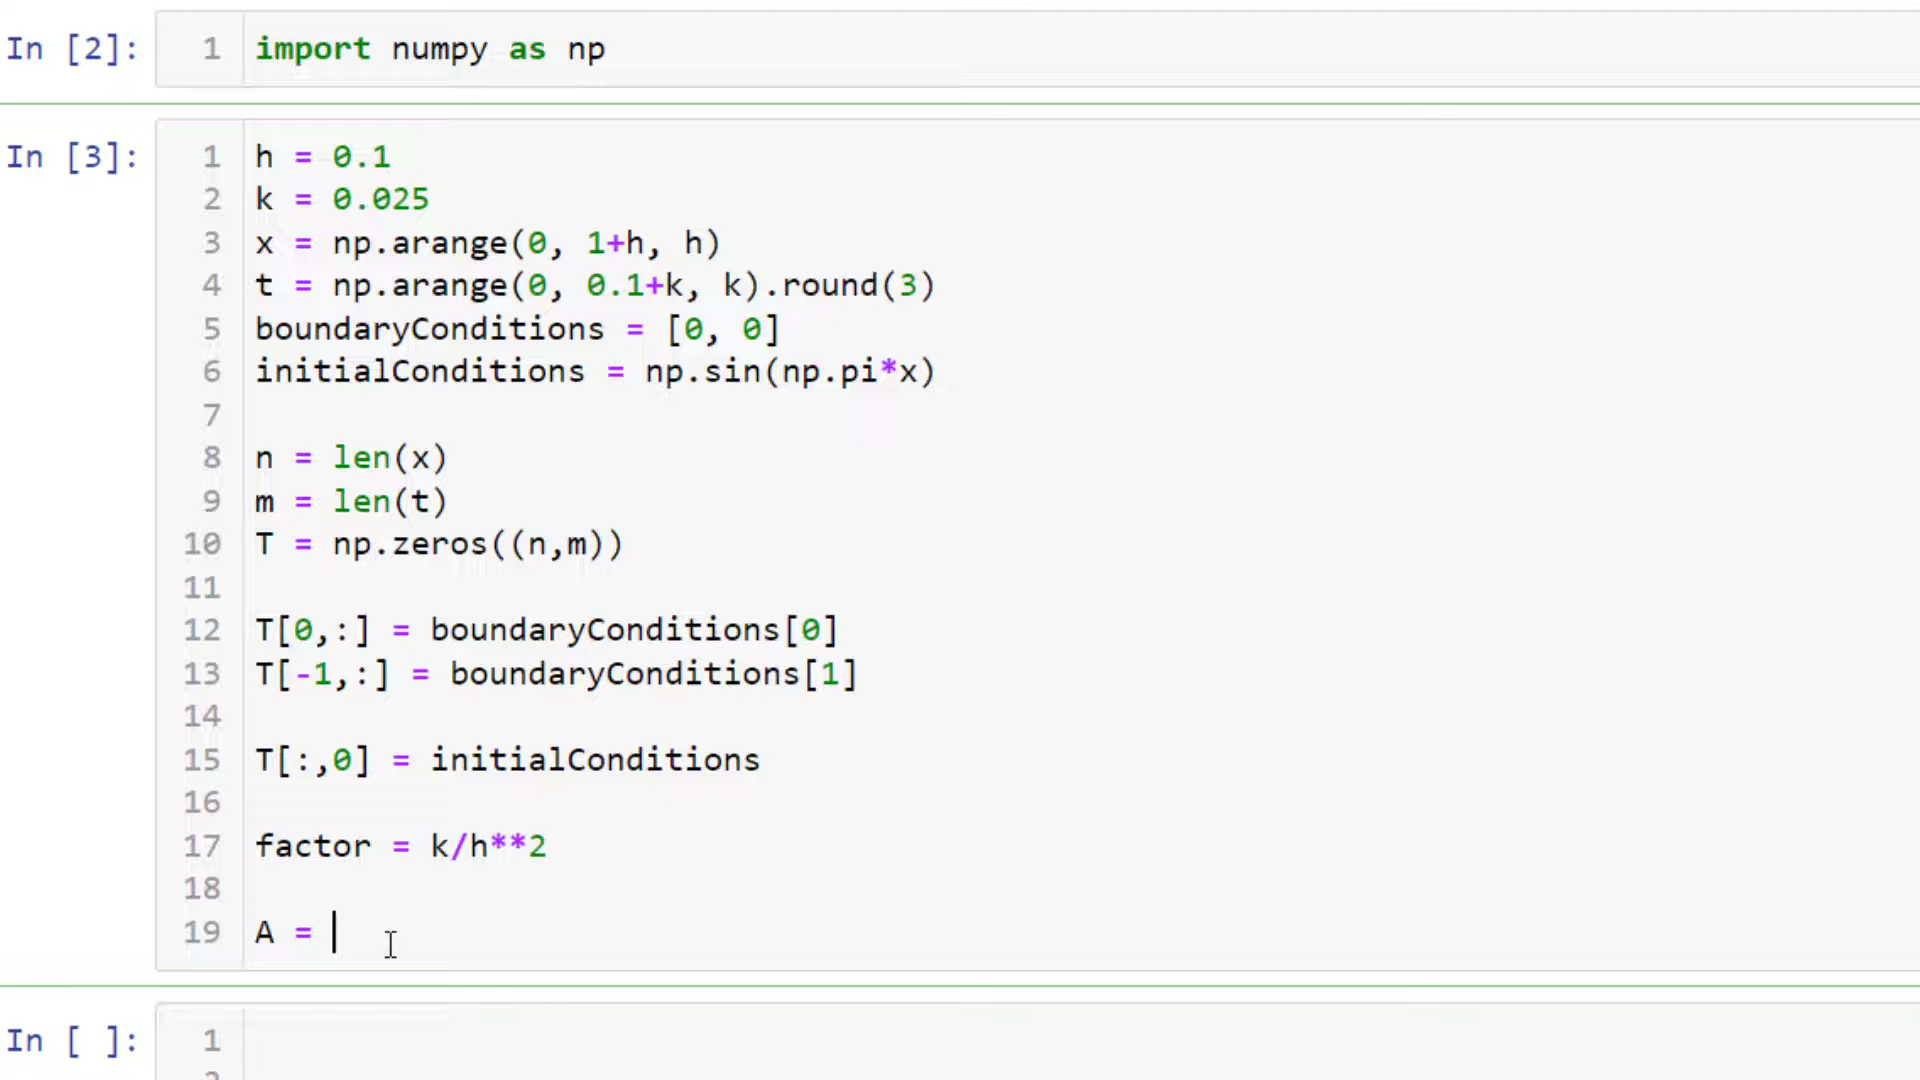 In [2]:
1 import numpy as np
In [3]:
1 h = 0.1
2 k = 0.025
3 x = np.arange(0, 1+h, h)
4 t = np.arange(0, 0.1+k, k).round(3)
5 boundaryConditions = [0, 0]
6 initialConditions = np.sin(np.pi*x)
7
8 n = len(x)
9 m = len(t)
10 T = np.zeros((n,m))
11
12 T[0,:] = boundaryConditions[0]
13 T[-1,:] = boundaryConditions[1]
14
15 T[:,0] = initialConditions
16
17 factor = k/h**2
18
19 A =
In [ ]:
1